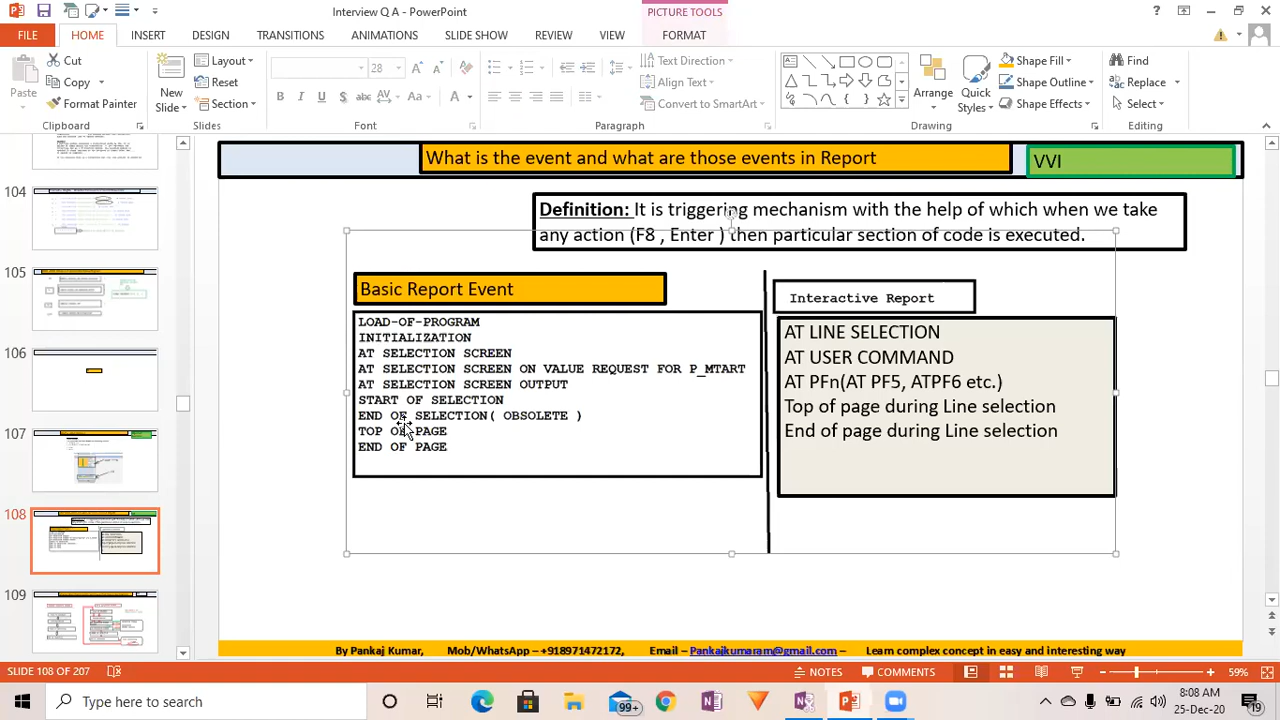 Interview Q A - PowerPoint
PICTURE TOOLS
FILE
HOME
INSERT
DESIGN
TRANSITIONS
ANIMATIONS
SLIDE SHOW
REVIEW
VIEW
FORMAT
Paste
Cut
Copy
Format Painter
Clipboard
New
Slide
Layout
Reset
Section
Slides
28
B I U S abc AV Aa A
Font
Text Direction
Align Text
Convert to SmartArt
Paragraph
Arrange
Quick
Styles
Shape Fill
Shape Outline
Shape Effects
Drawing
Find
Replace
Select
Editing
104
105
106
107
108
109
What is the event and what are those events in Report
VVI
Definition: It is triggering mechanism with the help of which when we take
any action (F8 , Enter ) then particular section of code is executed.
Basic Report Event
LOAD-OF-PROGRAM
INITIALIZATION
AT SELECTION SCREEN
AT SELECTION SCREEN ON VALUE REQUEST FOR P_MTART
AT SELECTION SCREEN OUTPUT
START OF SELECTION
END OF SELECTION( OBSOLETE )
TOP OF PAGE
END OF PAGE
Interactive Report
AT LINE SELECTION
AT USER COMMAND
AT PFn(AT PF5, ATPF6 etc.)
Top of page during Line selection
End of page during Line selection
By Pankaj Kumar, Mob/WhatsApp – +918971472172, Email – Pankajkumaram@gmail.com – Learn complex concept in easy and interesting way
SLIDE 108 OF 207
NOTES
COMMENTS
59%
Type here to search
99+
8:08 AM
25-Dec-20
19